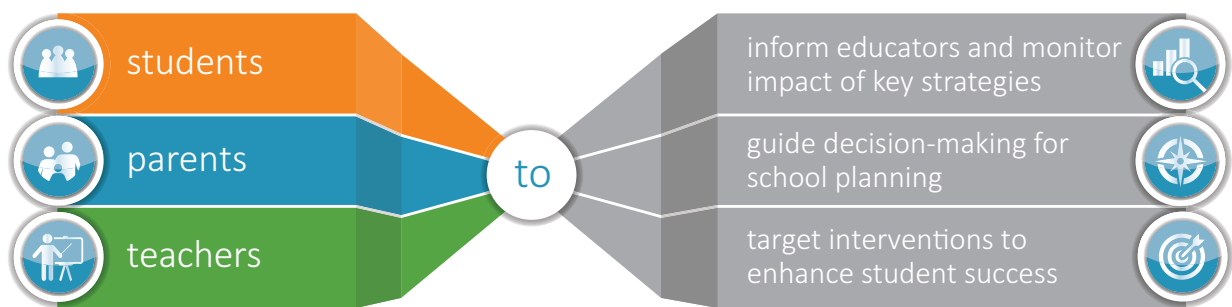 students
parents
teachers
to
inform educators and monitor
impact of key strategies
guide decision-making for
school planning
target interventions to
enhance student success